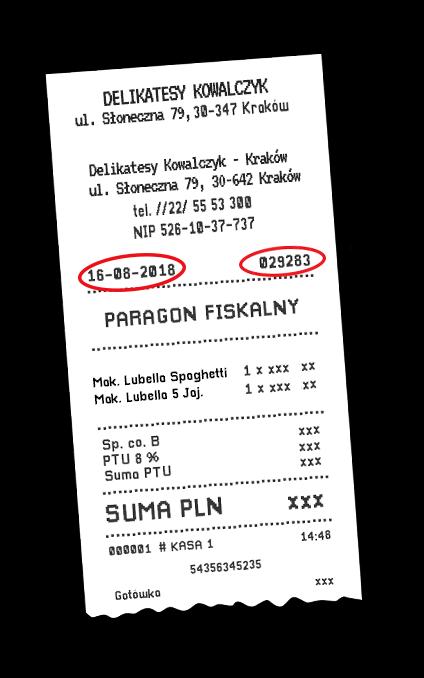 DELIKATESY KOWALCZYK
ul. Słoneczna 79,30-347 Kraków
Delikatesy Kowalczyk - Kraków
ul. Słoneczna 79, 30-642 Kraków
tel. //22/ 55 53 300
NIP 526-10-37-737
16-08-2018 029283
PARAGON FISKALNY
Mak. Lubella Spaghetti 1 x xxx xx
Mak. Lubella 5 Jaj. 1 x xxx xx
Sp. co. B xxx
PTU 8 % xxx
Suma PTU xxx
SUMA PLN xxx
000001 # KASA 1 14:48
54356345235
Gotówka xxx